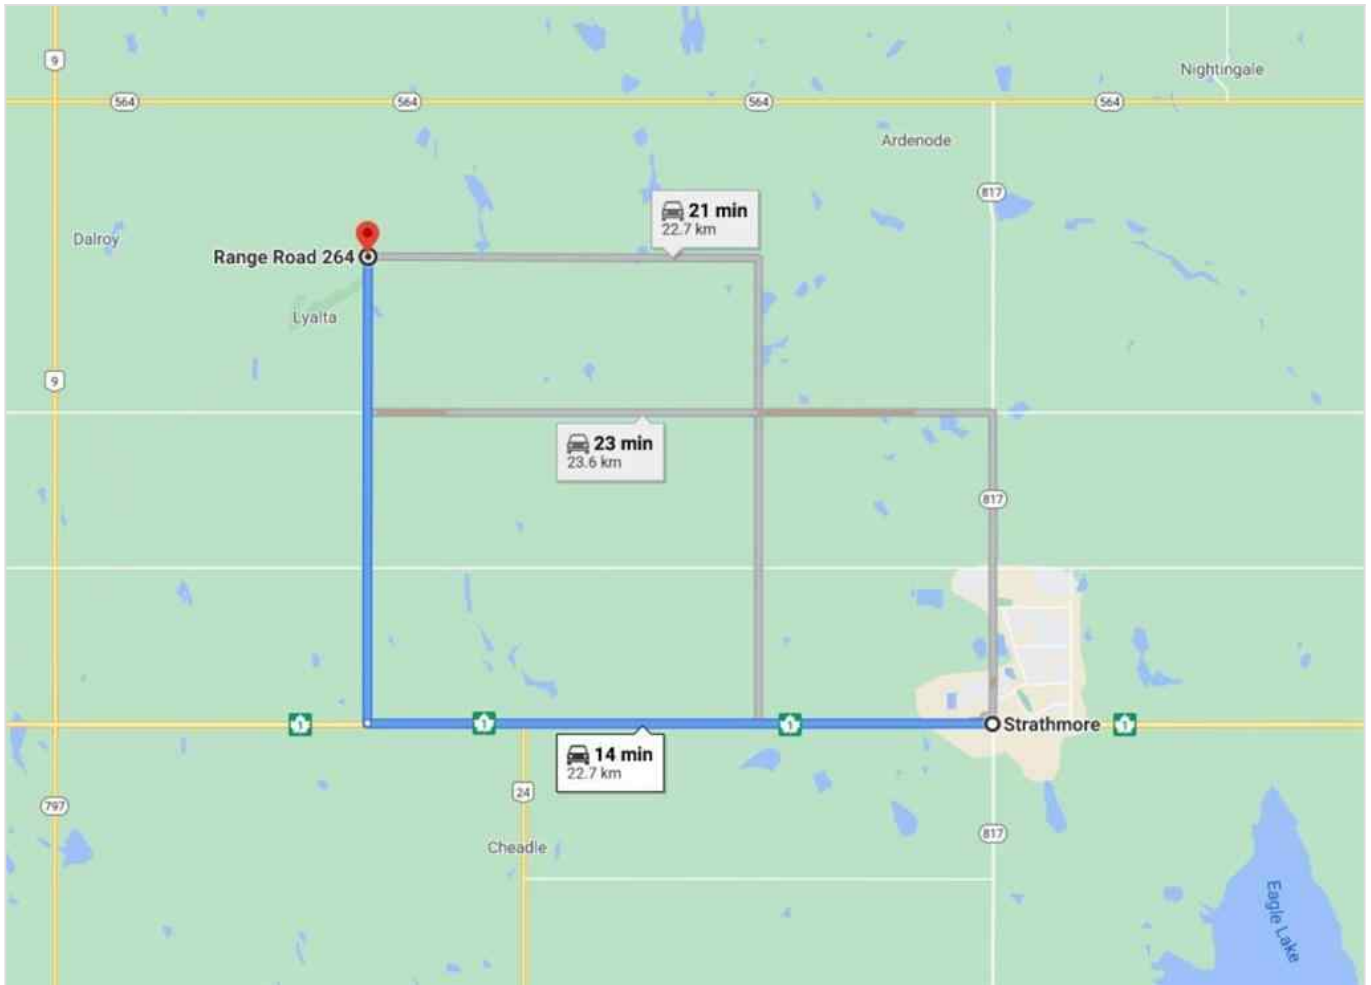 9
Nightingale
564
564
564
564
Ardenode
817
21 min
22.7 km
Dalroy
Range Road 264
Lyalta
9
23 min
23.6 km
817
1
1
1
Strathmore
1
14 min
22.7 km
24
797
817
Cheadle
Eagle Lake